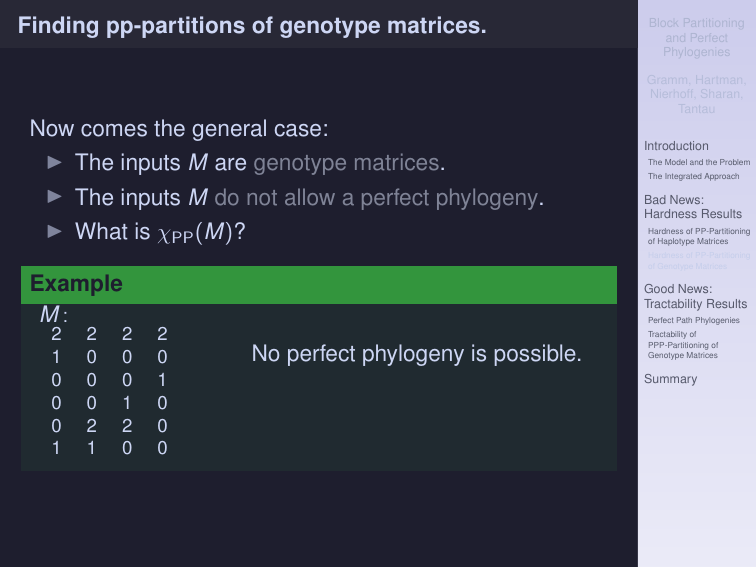 Finding pp-partitions of genotype matrices.
Now comes the general case:
▶ The inputs M are genotype matrices.
▶ The inputs M do not allow a perfect phylogeny.
▶ What is χPP(M)?
Example
M :
2 2 2 2
1 0 0 0
0 0 0 1
0 0 1 0
0 2 2 0
1 1 0 0
No perfect phylogeny is possible.
Block Partitioning
and Perfect
Phylogenies
Gramm, Hartman,
Nierhoff, Sharan,
Tantau
Introduction
The Model and the Problem
The Integrated Approach
Bad News:
Hardness Results
Hardness of PP-Partitioning
of Haplotype Matrices
Hardness of PP-Partitioning
of Genotype Matrices
Good News:
Tractability Results
Perfect Path Phylogenies
Tractability of
PPP-Partitioning of
Genotype Matrices
Summary